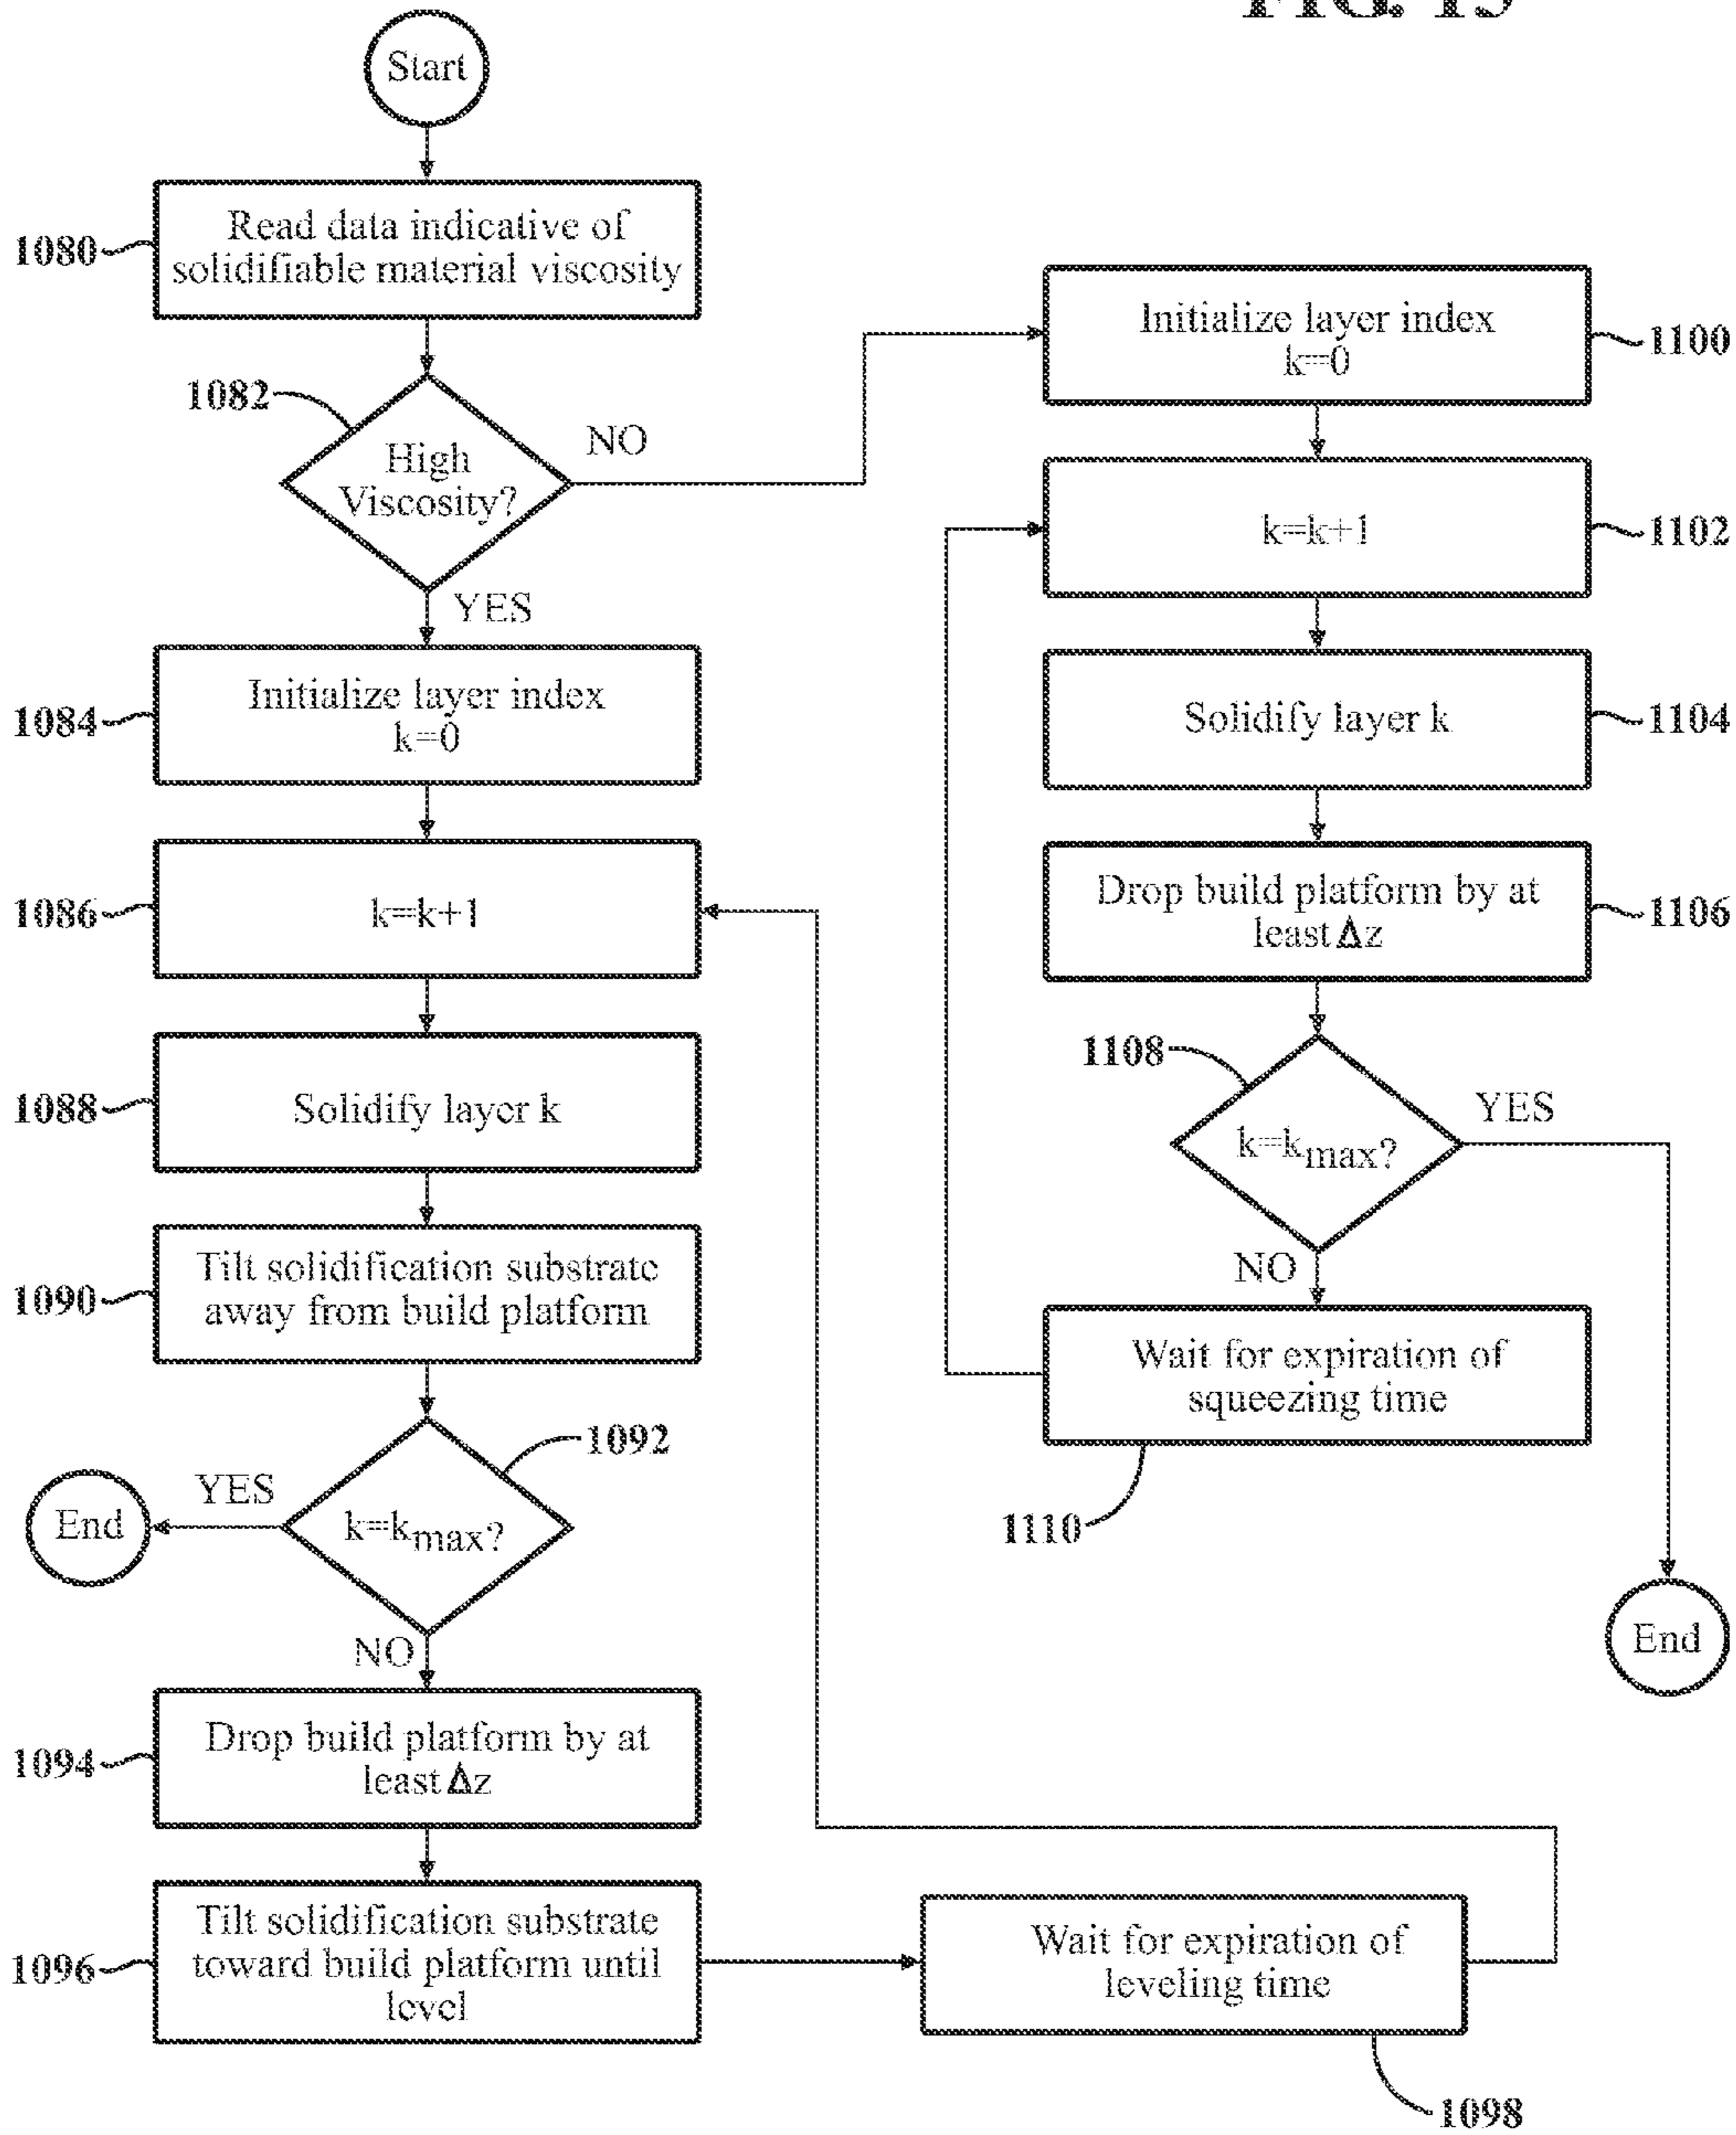 Start
1080
Read data indicative of
solidifiable material viscosity
1082
High
Viscosity?
NO
YES
1084
Initialize layer index
k=0
1086
k=k+1
1088
Solidify layer k
1090
Tilt solidification substrate
away from build platform
1092
k=kmax?
YES
End
NO
1094
Drop build platform by at
least Δz
1096
Tilt solidification substrate
toward build platform until
level
Wait for expiration of
leveling time
1098
Initialize layer index
k=0
1100
k=k+1
1102
Solidify layer k
1104
Drop build platform by at
least Δz
1106
1108
k=kmax?
YES
NO
Wait for expiration of
squeezing time
1110
End